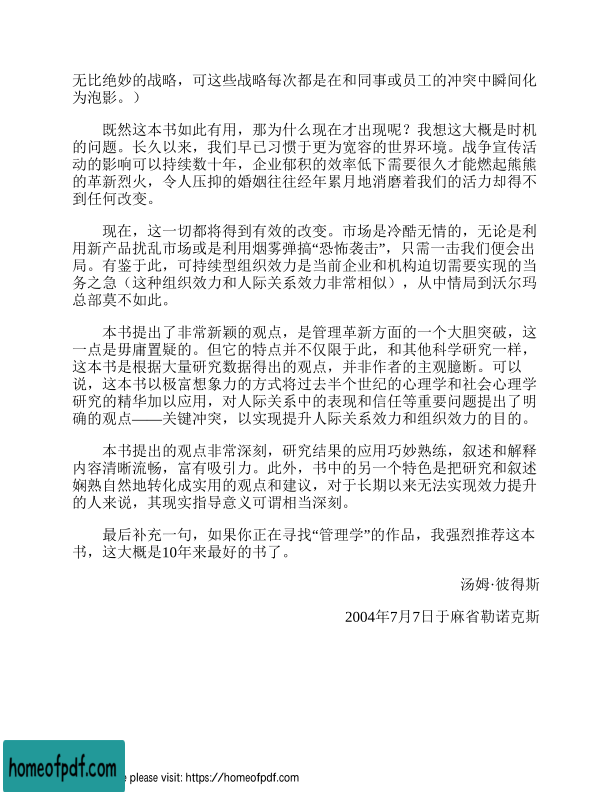 无比绝妙的战略，可这些战略每次都是在和同事或员工的冲突中瞬间化
为泡影。）
既然这本书如此有用，那为什么现在才出现呢？我想这大概是时机
的问题。长久以来，我们早已习惯于更为宽容的世界环境。战争宣传活
动的影响可以持续数十年，企业郁积的效率低下需要很久才能燃起熊熊
的革新烈火，令人压抑的婚姻往往经年累月地消磨着我们的活力却得不
到任何改变。
现在，这一切都将得到有效的改变。市场是冷酷无情的，无论是利
用新产品扰乱市场或是利用烟雾弹搞“恐怖袭击”，只需一击我们便会出
局。有鉴于此，可持续型组织效力是当前企业和机构迫切需要实现的当
务之急（这种组织效力和人际关系效力非常相似），从中情局到沃尔玛
总部莫不如此。
本书提出了非常新颖的观点，是管理革新方面的一个大胆突破，这
一点是毋庸置疑的。但它的特点并不仅限于此，和其他科学研究一样，
这本书是根据大量研究数据得出的观点，并非作者的主观臆断。可以
说，这本书以极富想象力的方式将过去半个世纪的心理学和社会心理学
研究的精华加以应用，对人际关系中的表现和信任等重要问题提出了明
确的观点——关键冲突，以实现提升人际关系效力和组织效力的目的。
本书提出的观点非常深刻，研究结果的应用巧妙熟练，叙述和解释
内容清晰流畅，富有吸引力。此外，书中的另一个特色是把研究和叙述
娴熟自然地转化成实用的观点和建议，对于长期以来无法实现效力提升
的人来说，其现实指导意义可谓相当深刻。
最后补充一句，如果你正在寻找“管理学”的作品，我强烈推荐这本
书，这大概是10年来最好的书了。
汤姆·彼得斯
2004年7月7日于麻省勒诺克斯
homeofpdf.com
e please visit: https://homeofpdf.com